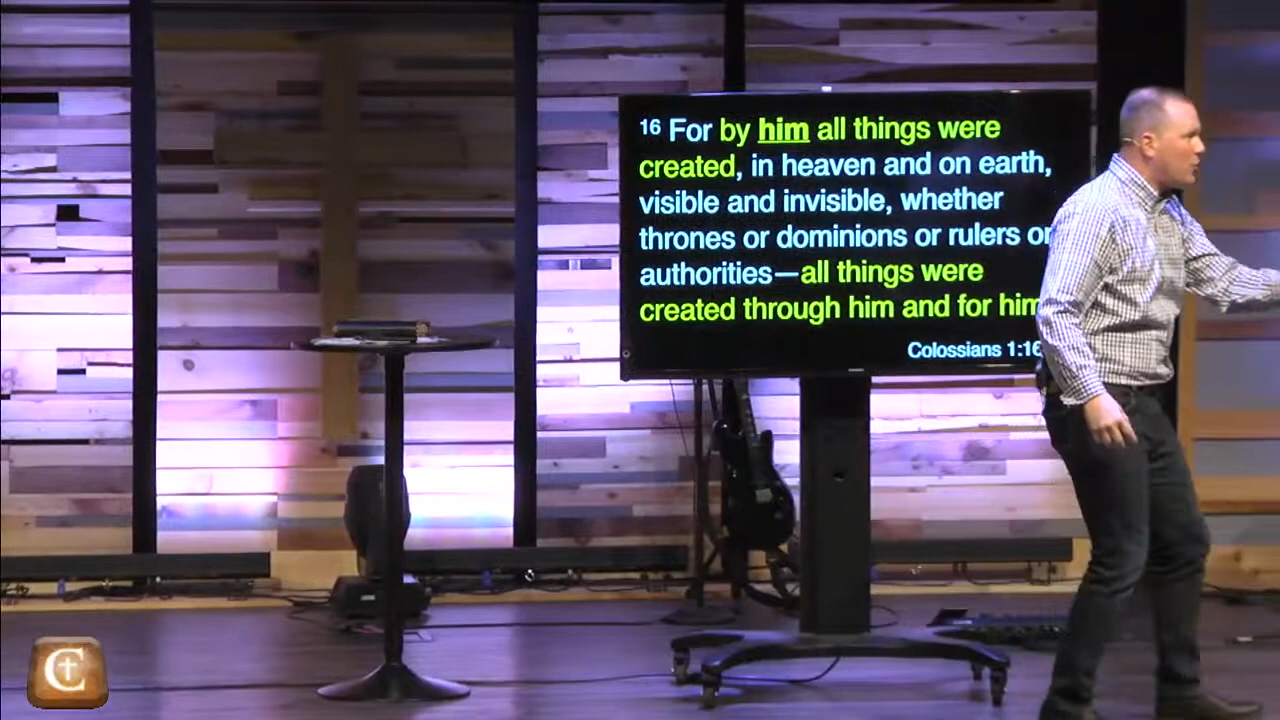 16 For by him all things were
created, in heaven and on earth,
visible and invisible, whether
thrones or dominions or rulers or
authorities—all things were
created through him and for him
Colossians 1:16
C